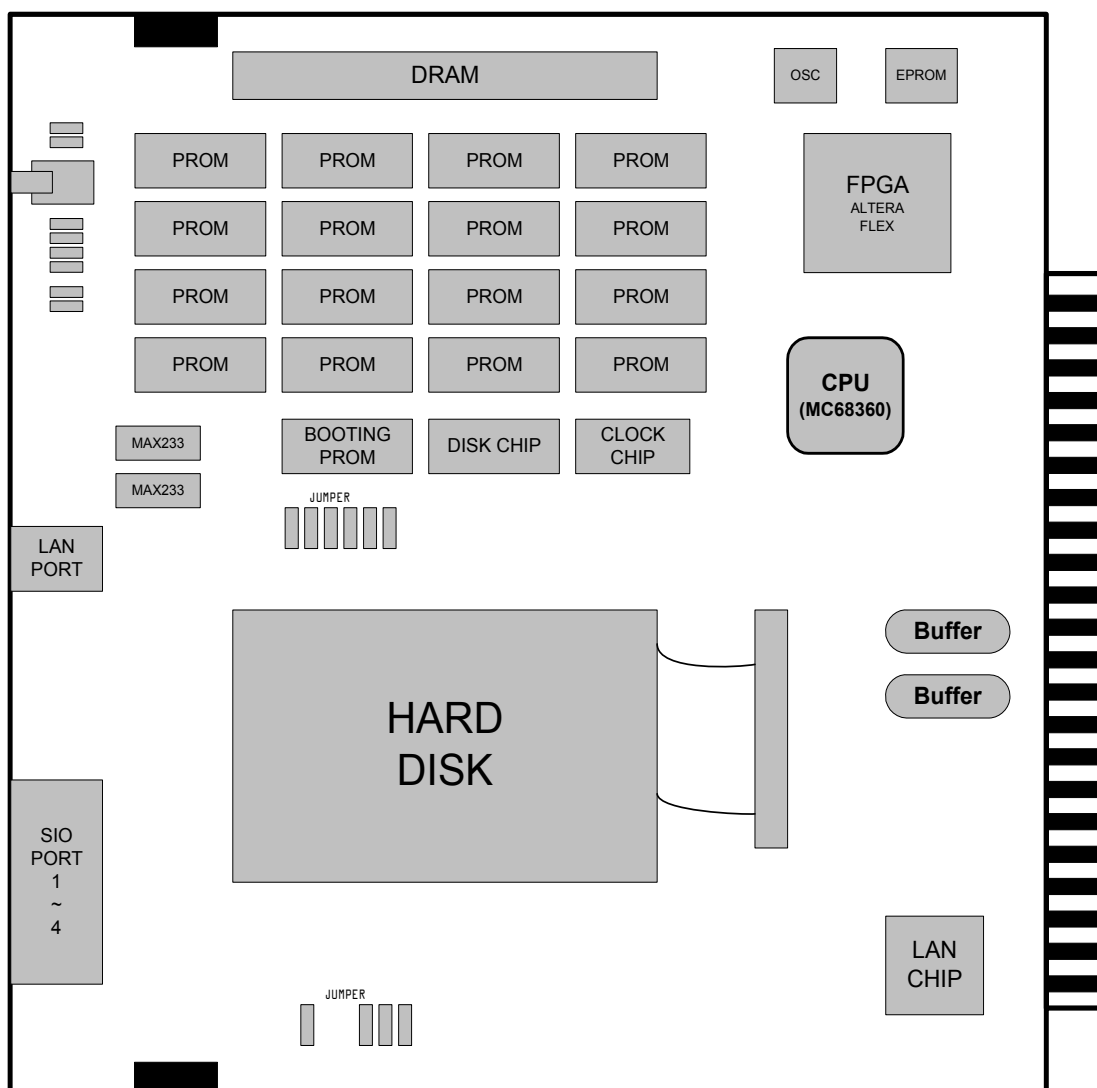 DRAM
OSC
EPROM
PROM PROM PROM PROM
FPGA
ALTERA
FLEX
PROM PROM PROM PROM
PROM PROM PROM PROM
PROM PROM PROM PROM
CPU
(MC68360)
MAX233
BOOTING
PROM
DISK CHIP
CLOCK
CHIP
MAX233
JUMPER
LAN
PORT
Buffer
Buffer
HARD
DISK
SIO
PORT
1
~
4
LAN
CHIP
JUMPER